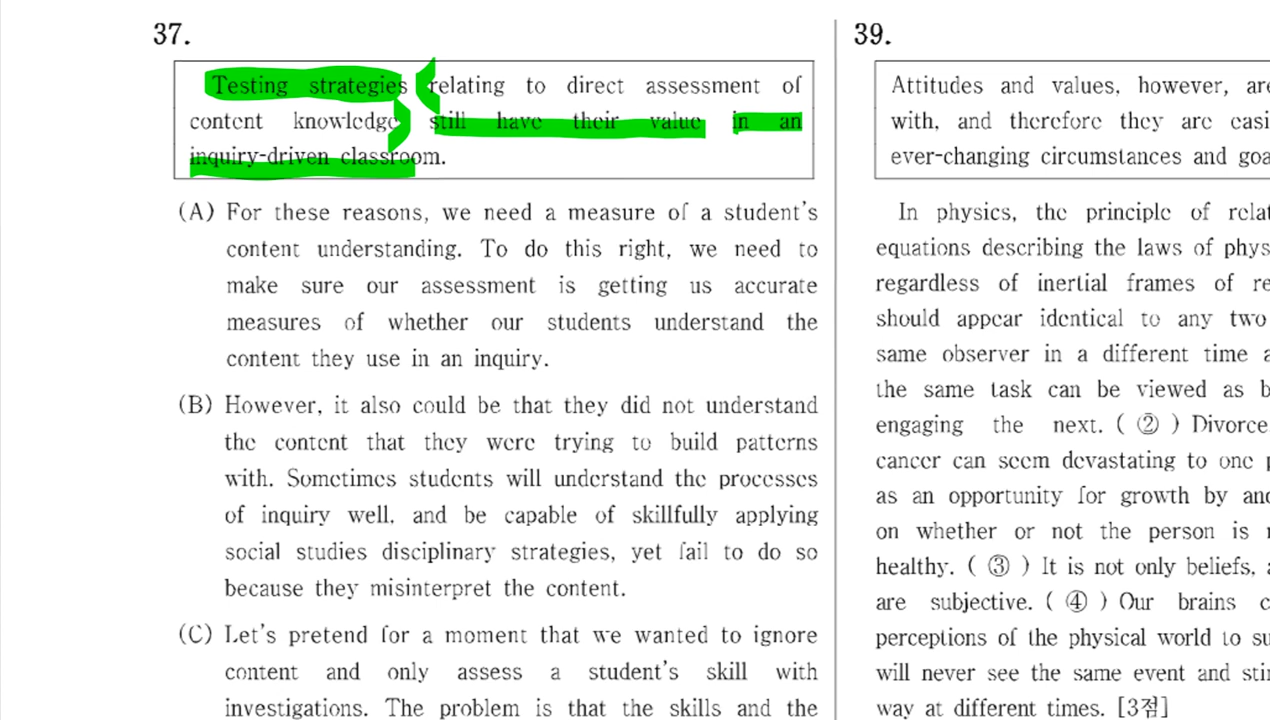 37.
Testing strategies relating to direct assessment of
content knowledge still have their value in an
inquiry-driven classroom.
(A) For these reasons, we need a measure of a student's
content understanding. To do this right, we need to
make sure our assessment is getting us accurate
measures of whether our students understand the
content they use in an inquiry.
(B) However, it also could be that they did not understand
the content that they were trying to build patterns
with. Sometimes students will understand the processes
of inquiry well, and be capable of skillfully applying
social studies disciplinary strategies, yet fail to do so
because they misinterpret the content.
(C) Let's pretend for a moment that we wanted to ignore
content and only assess a student's skill with
investigations. The problem is that the skills and the
39.
Attitudes and values, however, are
with, and therefore they are
ever-changing circumstances and
In physics, the principle of
equations describing the laws of
regardless of inertial frames of
should appear identical to any two
same observer in a different time
the same task can be viewed as
engaging the next. ( ② ) Divorce
cancer can seem devastating to one
as an opportunity for growth by
on whether or not the person is
healthy. ( ③ ) It is not only beliefs,
are subjective. ( ④ ) Our brains
perceptions of the physical world to
will never see the same event and
way at different times. [3점]